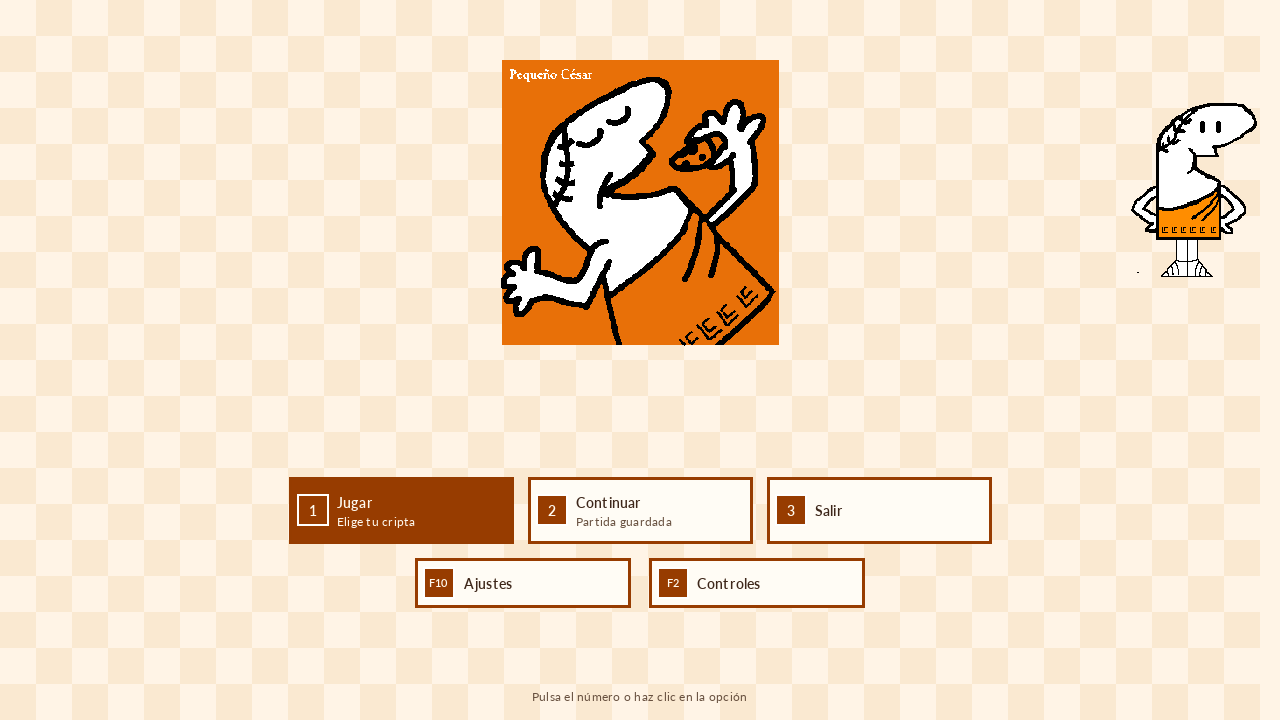 Pequeño César
1 Jugar
Elige tu cripta
2 Continuar
Partida guardada
3 Salir
F10 Ajustes
F2 Controles
Pulsa el número o haz clic en la opción